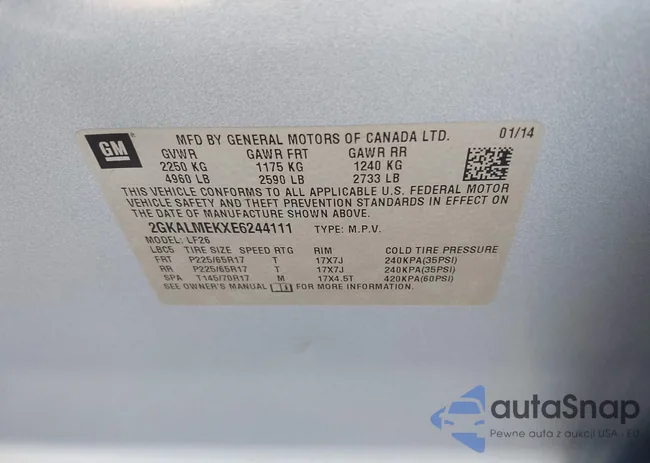 GM ®
MFD BY GENERAL MOTORS OF CANADA LTD. 01/14
GVWR GAWR FRT GAWR RR
2250 KG 1175 KG 1240 KG
4960 LB 2590 LB 2733 LB
THIS VEHICLE CONFORMS TO ALL APPLICABLE U.S. FEDERAL MOTOR
VEHICLE SAFETY AND THEFT PREVENTION STANDARDS IN EFFECT ON
THE DATE OF MANUFACTURE SHOWN ABOVE.
2GKALMEKXE6244111 TYPE: M.P.V.
MODEL: LF26
LBC5 TIRE SIZE SPEED RTG RIM COLD TIRE PRESSURE
FRT P225/65R17 T 17X7J 240KPA(35PSI)
RR P225/65R17 T 17X7J 240KPA(35PSI)
SPA T145/70R17 M 17X4.5T 420KPA(60PSI)
SEE OWNER'S MANUAL FOR MORE INFORMATION.
autaSnap
Pewne auta z aukcji USA - EU